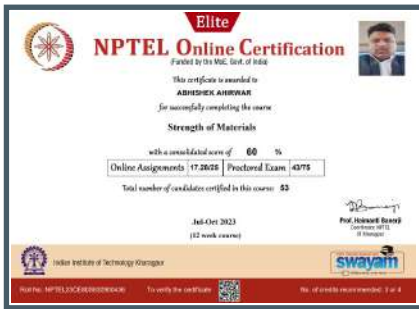 Elite
NPTEL Online Certification
(Funded by the MoE, Govt. of India)
This certificate is awarded to
ABHISHEK AHIRWAR
for successfully completing the course
Strength of Materials
with a consolidated score of 60 %
Online Assignments 17.28/25 Proctored Exam 43/75
Total number of candidates certified in this course: 53
Jul-Oct 2023
(12 week course)
Prof. Haimanti Banerji
Coordinator, NPTEL
IIT Kharagpur
Indian Institute of Technology Kharagpur
swayam
Roll No:
To verify the certificate
No. of credits recommended: 3 or 4